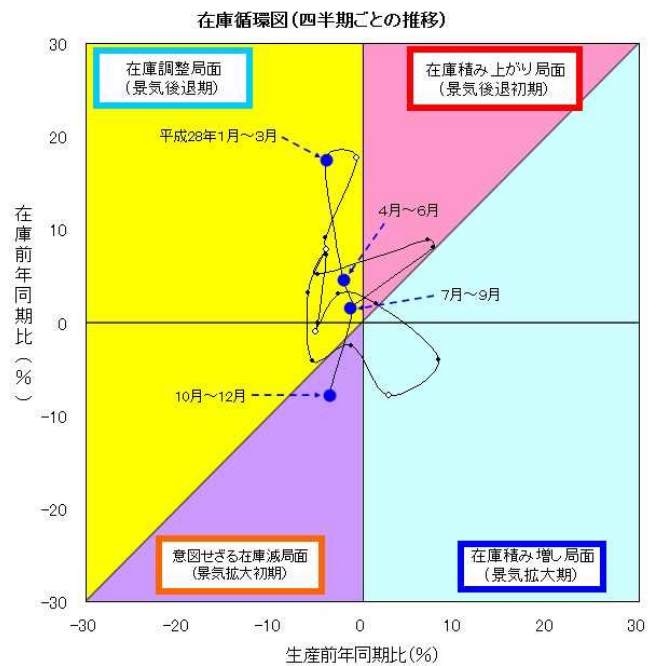 在庫循環図(四半期ごとの推移)
30
20
10
0
-10
-20
-30
在庫前年同期比(%)
在庫調整局面
(景気後退期)
在庫積み上がり局面
(景気後退初期)
平成28年1月～3月
4月～6月
7月～9月
10月～12月
意図せざる在庫減局面
(景気拡大初期)
在庫積み増し局面
(景気拡大期)
-30
-20
-10
0
10
20
30
生産前年同期比(%)